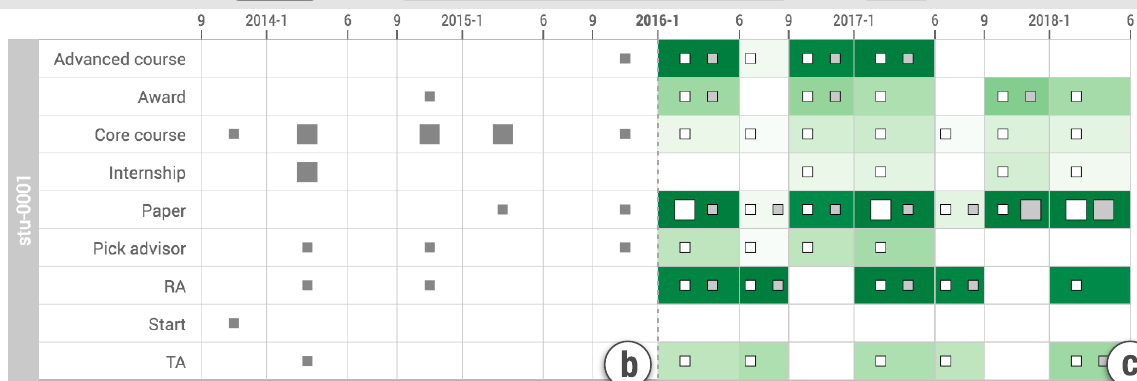 9 2014-1 6 9 2015-1 6 9 2016-1 6 9 2017-1 6 9 2018-1 6
stu-0001
Advanced course
Award
Core course
Internship
Paper
Pick advisor
RA
Start
TA
b
c